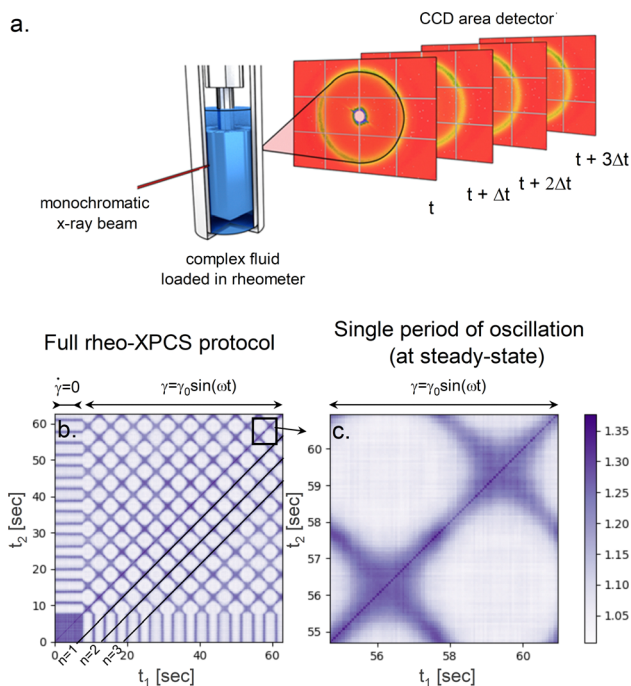 a.
CCD area detector
monochromatic
x-ray beam
complex fluid
loaded in rheometer
t
t + Δt
t + 2Δt
t + 3Δt
Full rheo-XPCS protocol
Single period of oscillation
(at steady-state)
γ̇=0
γ=γ₀sin(ωt)
γ=γ₀sin(ωt)
b.
60
50
40
30
20
10
0
t₂ [sec]
0
20
40
60
n=1
n=2
n=3
t₁ [sec]
c.
60
59
58
57
56
55
t₂ [sec]
56
58
60
t₁ [sec]
1.35
1.30
1.25
1.20
1.15
1.10
1.05